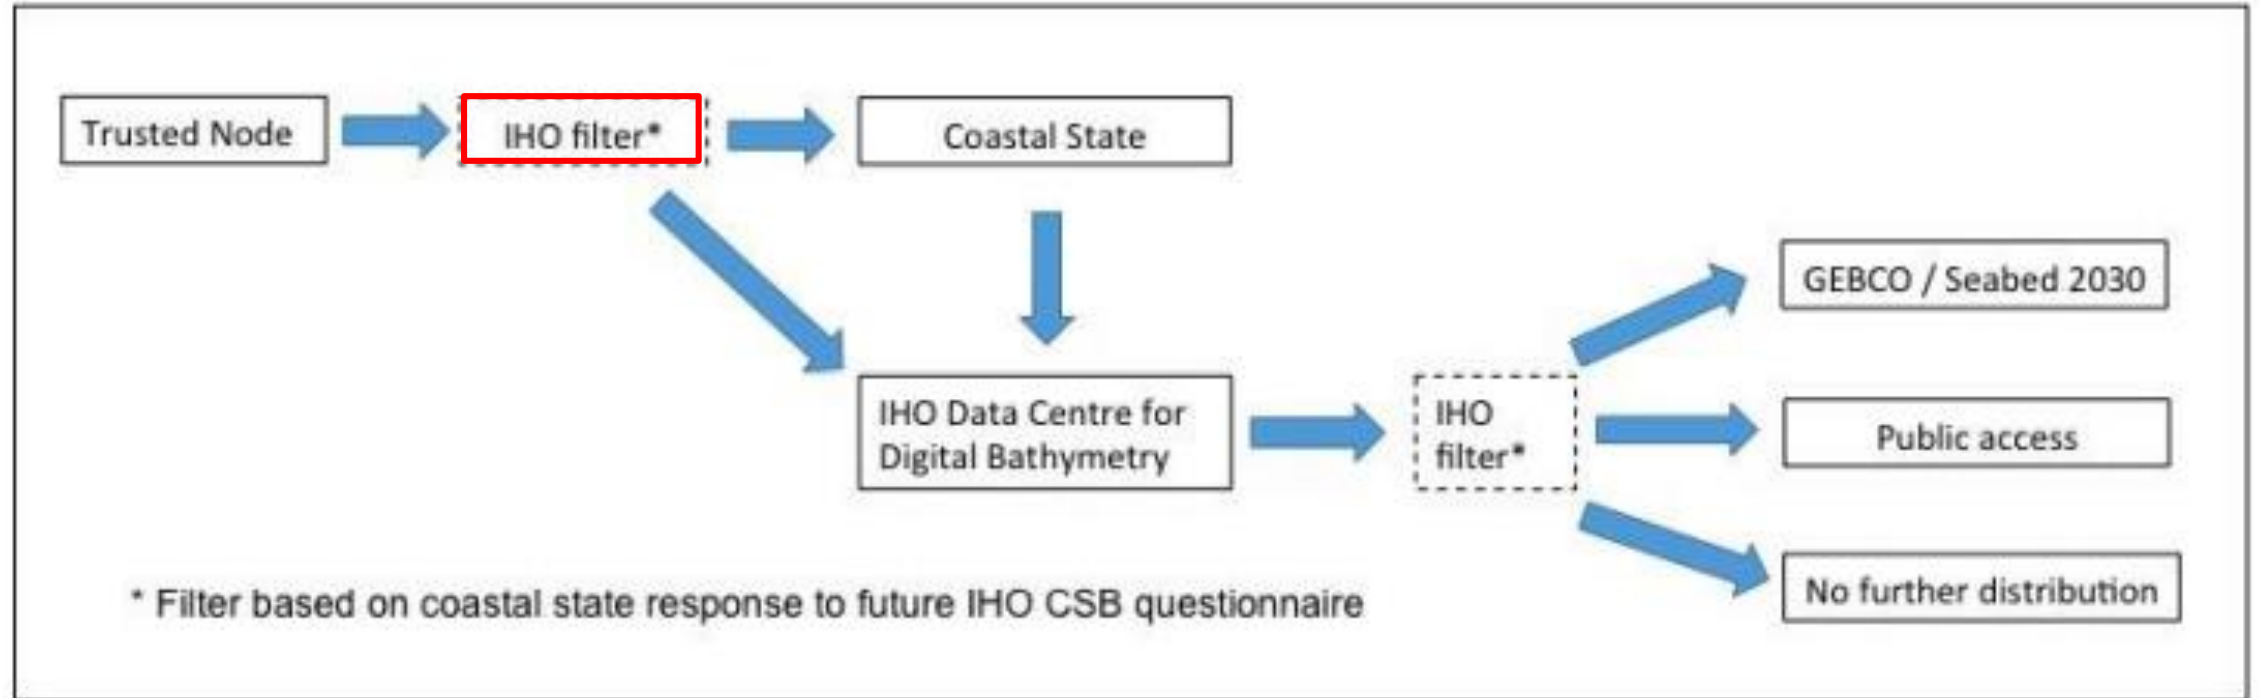 Trusted Node
IHO filter*
Coastal State
GEBCO / Seabed 2030
IHO Data Centre for
Digital Bathymetry
IHO
filter*
Public access
No further distribution
* Filter based on coastal state response to future IHO CSB questionnaire